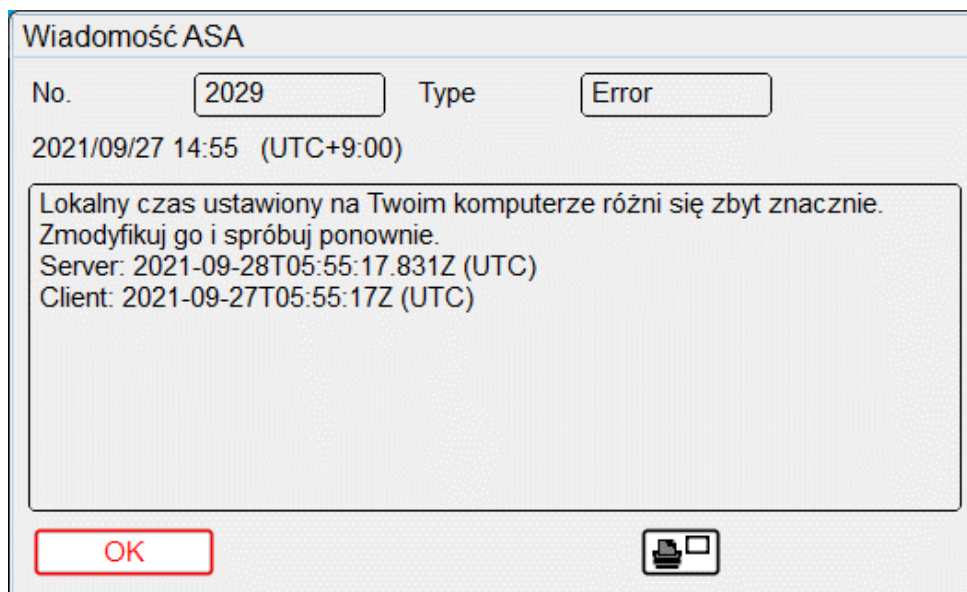 Wiadomość ASA
No. 2029 Type Error
2021/09/27 14:55 (UTC+9:00)
Lokalny czas ustawiony na Twoim komputerze różni się zbyt znacznie.
Zmodyfikuj go i spróbuj ponownie.
Server: 2021-09-28T05:55:17.831Z (UTC)
Client: 2021-09-27T05:55:17Z (UTC)
OK